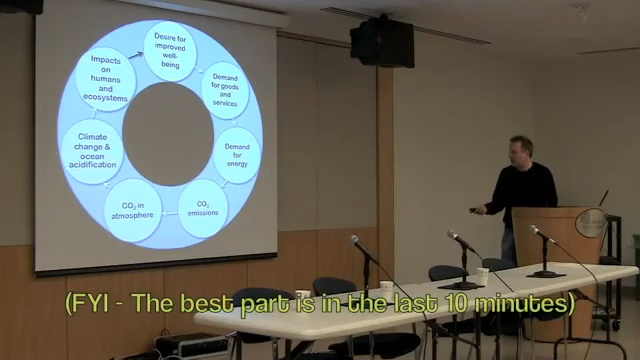 Desire for
improved
well-
being
Demand
for goods
and
services
Demand
for
energy
CO₂
emissions
CO₂ in
atmosphere
Climate
change &
ocean
acidification
Impacts
on
humans
and
ecosystems
(FYI - The best part is in the last 10 minutes)